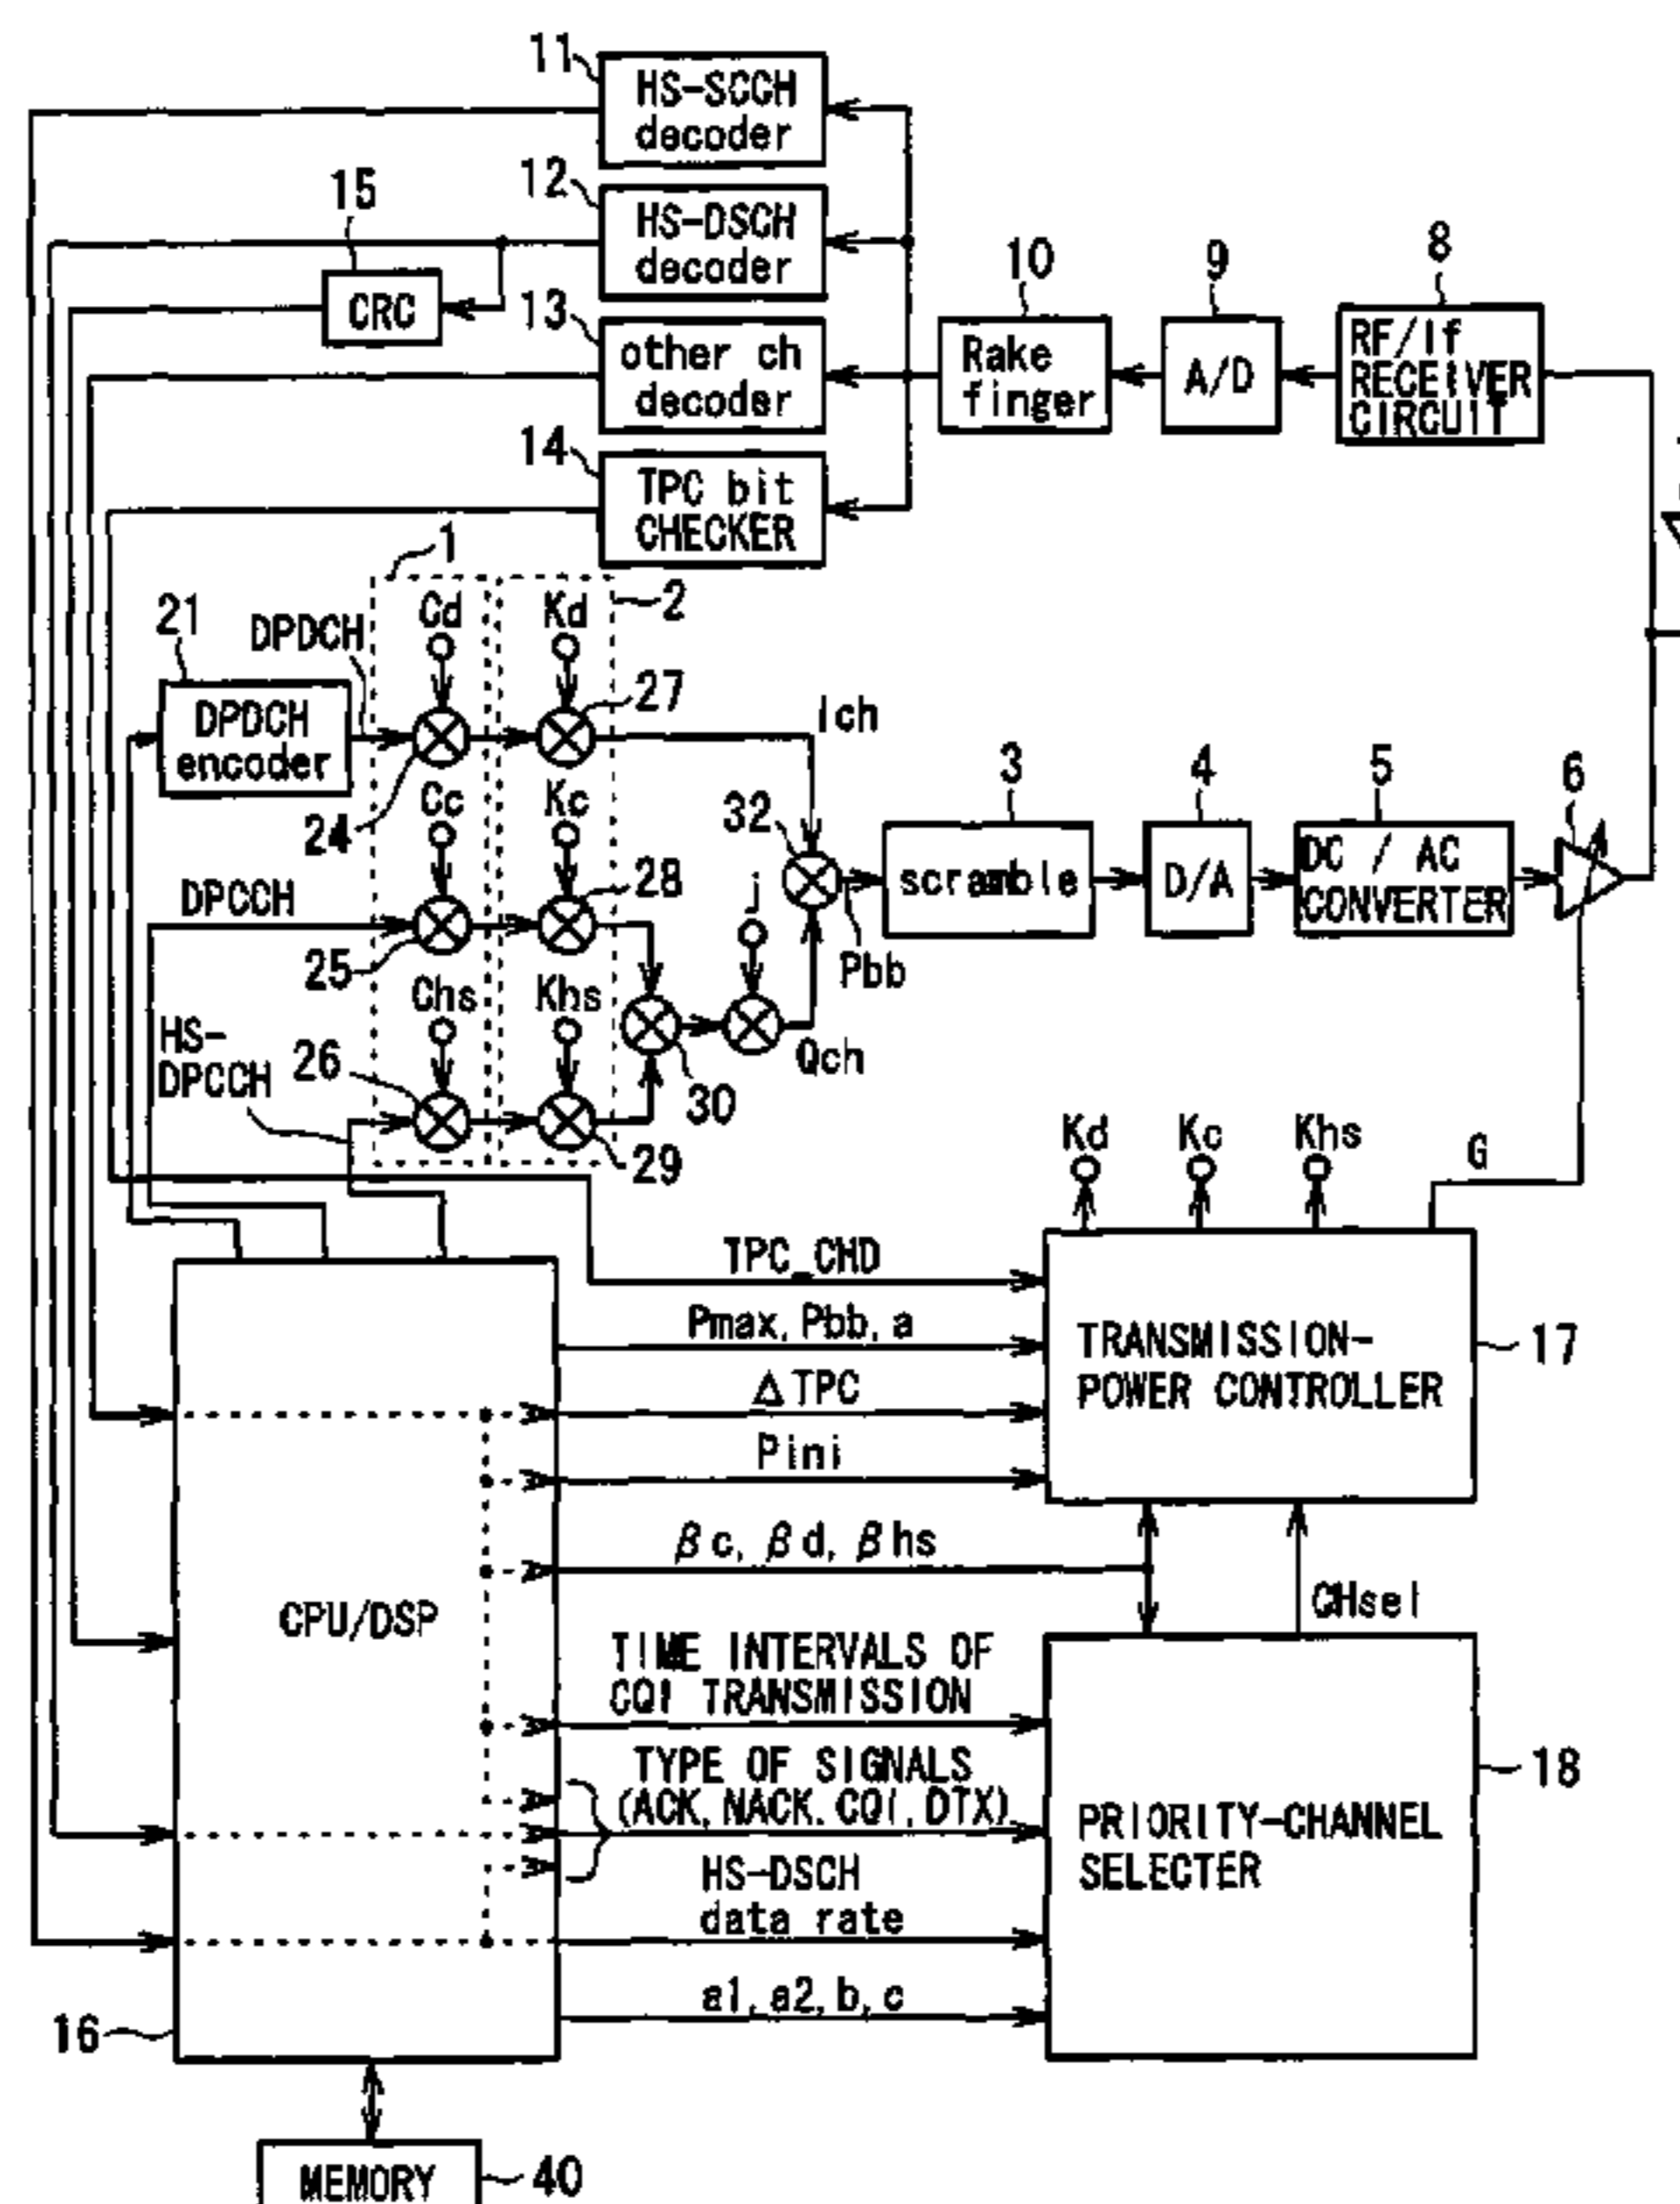 11
HS-SCCH
decoder
12
HS-DSCH
decoder
15
CRC
13
other ch
decoder
10
Rake
finger
9
A/D
8
RF/If
RECEIVER
CIRCUIT
14
TPC bit
CHECKER
1
2
21
DPDCH
DPDCH
encoder
Cd
Kd
24
27
Ich
Cc
Kc
25
28
DPCCH
32
3
scramble
4
D/A
5
DC / AC
CONVERTER
6
j
Pbb
Chs
Khs
HS-
DPCCH
26
29
30
Qch
Kd
Kc
Khs
G
TPC_CMD
Pmax, Pbb, a
ΔTPC
Pini
TRANSMISSION-
POWER CONTROLLER
17
βc, βd, βhs
CHsel
CPU/DSP
TIME INTERVALS OF
CQI TRANSMISSION
TYPE OF SIGNALS
(ACK, NACK, CQI, DTX)
HS-DSCH
data rate
a1, a2, b, c
PRIORITY-CHANNEL
SELECTER
18
16
MEMORY
40